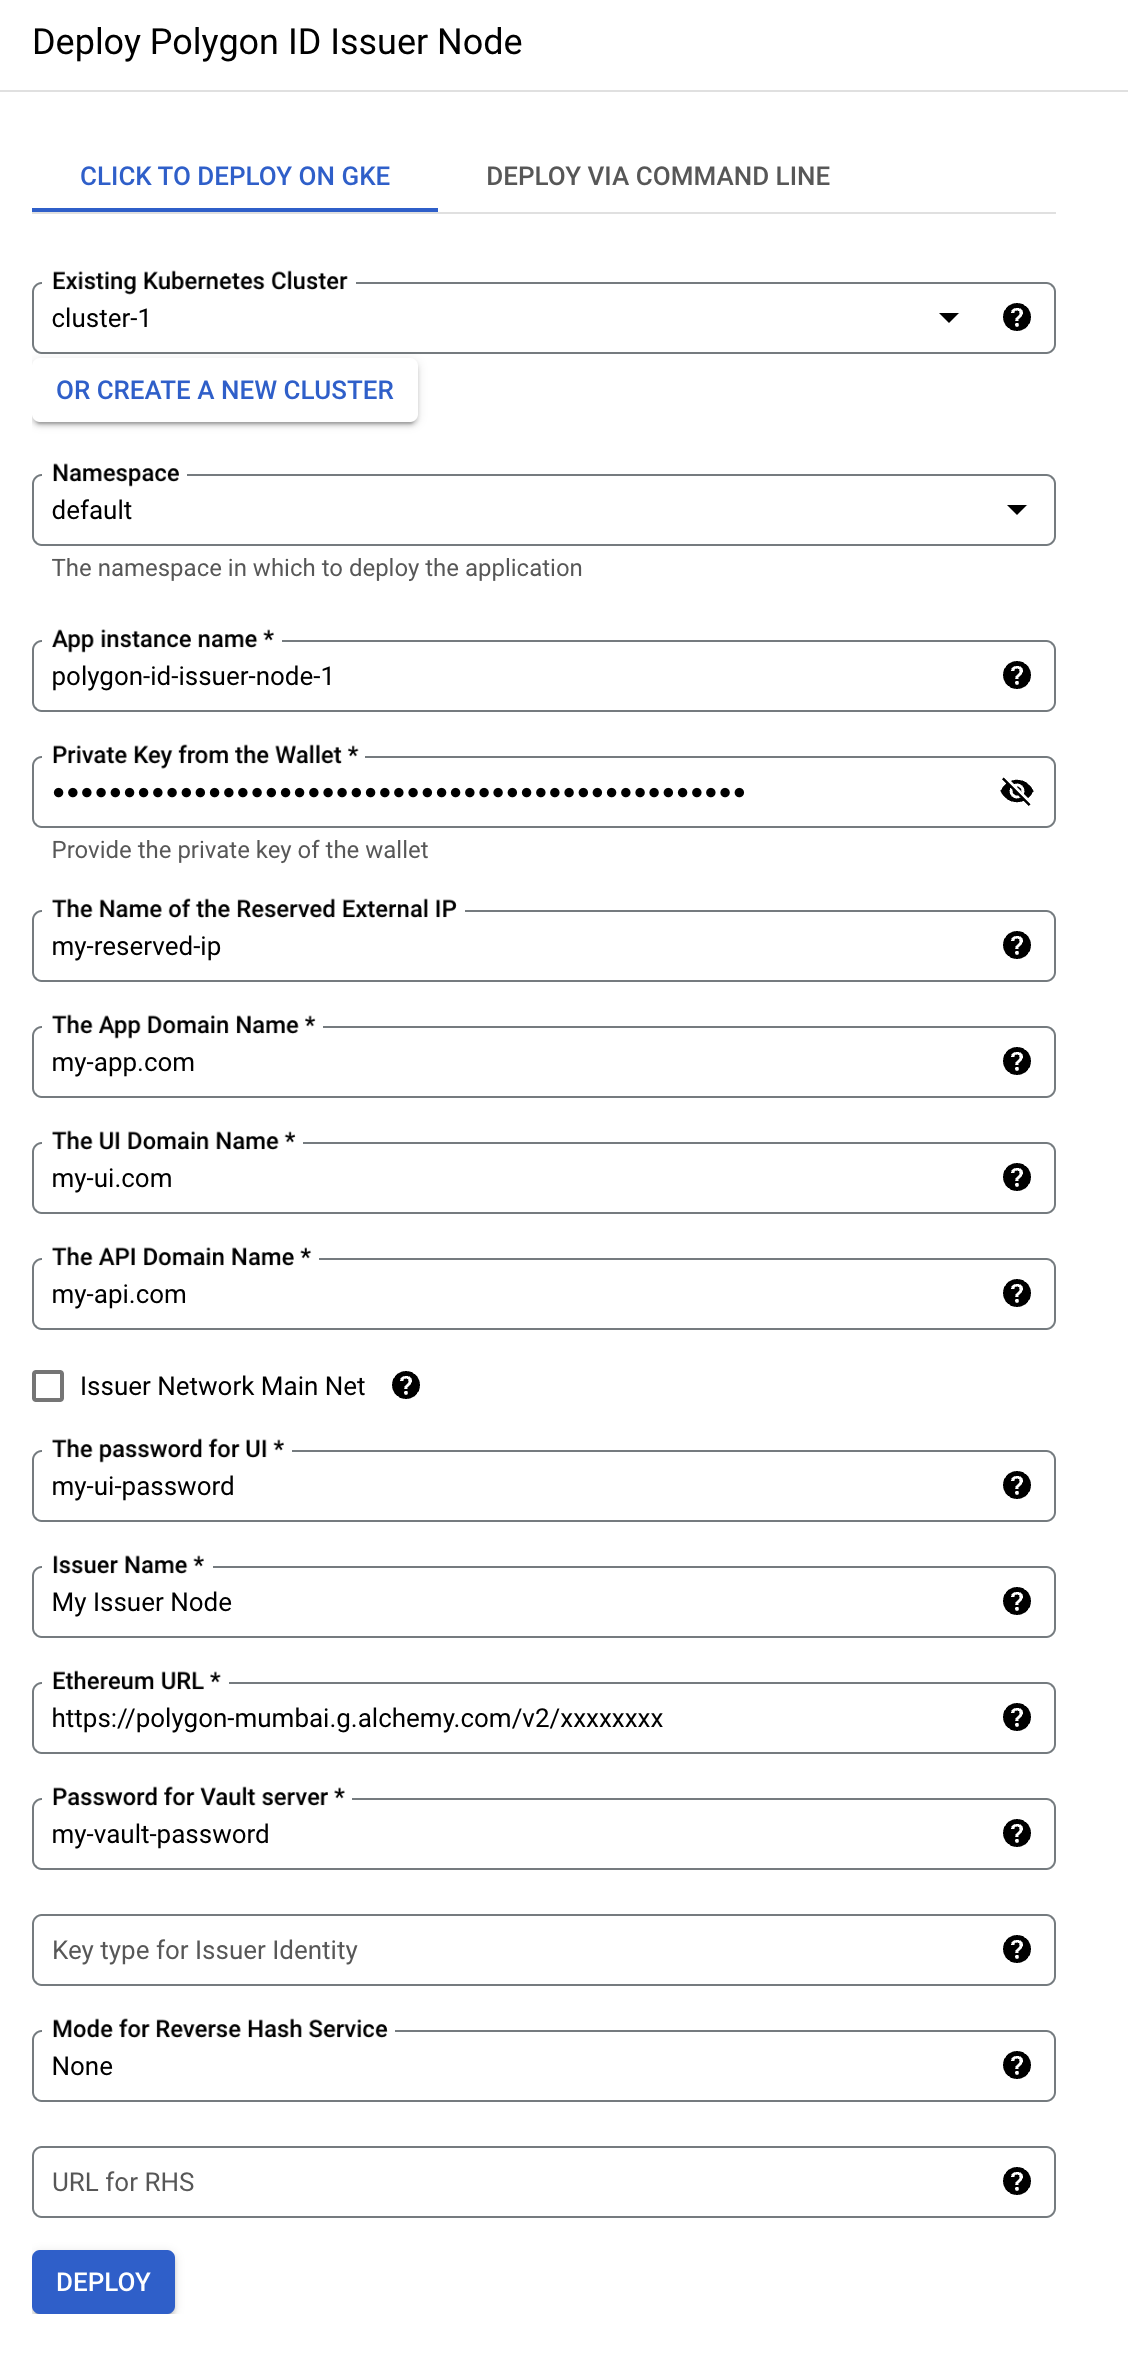 Deploy Polygon ID Issuer Node
CLICK TO DEPLOY ON GKE
DEPLOY VIA COMMAND LINE
Existing Kubernetes Cluster
cluster-1
OR CREATE A NEW CLUSTER
Namespace
default
The namespace in which to deploy the application
App instance name *
polygon-id-issuer-node-1
Private Key from the Wallet *
•••••••••••••••••••••••••••••••••••••••••••••••••
Provide the private key of the wallet
The Name of the Reserved External IP
my-reserved-ip
The App Domain Name *
my-app.com
The UI Domain Name *
my-ui.com
The API Domain Name *
my-api.com
Issuer Network Main Net
The password for UI *
my-ui-password
Issuer Name *
My Issuer Node
Ethereum URL *
https://polygon-mumbai.g.alchemy.com/v2/xxxxxxxx
Password for Vault server *
my-vault-password
Key type for Issuer Identity
Mode for Reverse Hash Service
None
URL for RHS
DEPLOY